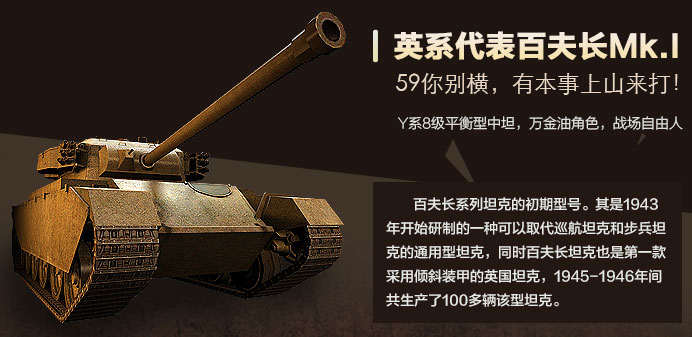 英系代表百夫长Mk.I
59你别横，有本事上山来打！
Y系8级平衡型中坦，万金油角色，战场自由人
百夫长系列坦克的初期型号。其是1943
年开始研制的一种可以取代巡航坦克和步兵坦
克的通用型坦克，同时百夫长坦克也是第一款
采用倾斜装甲的英国坦克，1945-1946年间
共生产了100多辆该型坦克。